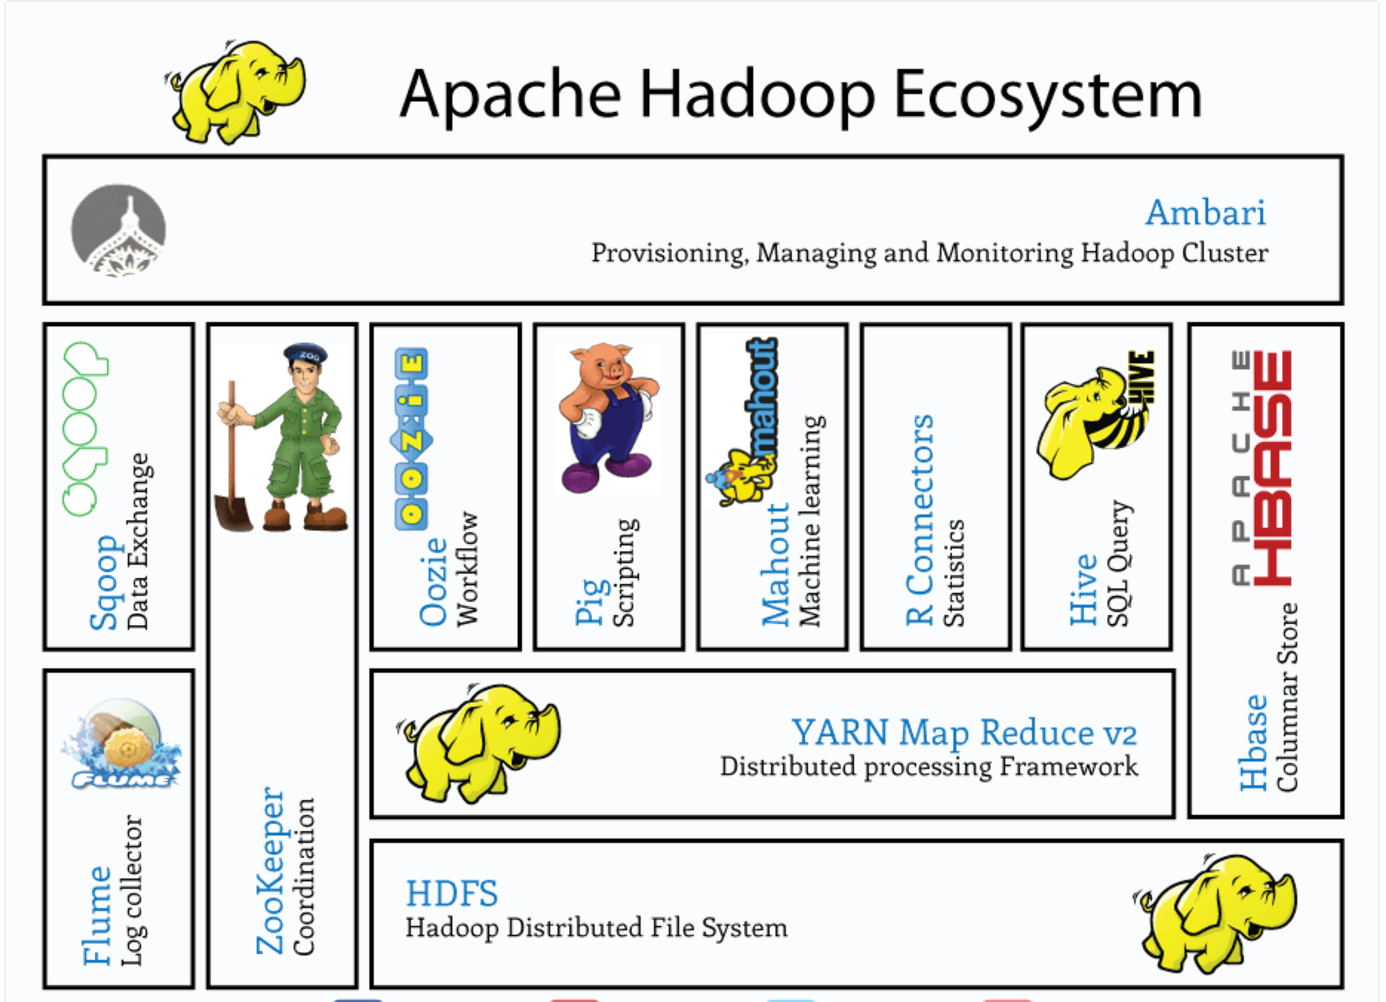 Apache Hadoop Ecosystem
Ambari
Provisioning, Managing and Monitoring Hadoop Cluster
sqoop
Sqoop
Data Exchange
ZOO
ZooKeeper
Coordination
OOZiE
Oozie
Workflow
Pig
Scripting
mahout
Mahout
Machine learning
R Connectors
Statistics
HIVE
Hive
SQL Query
APACHE
HBASE
Hbase
Columnar Store
FLUME
Flume
Log collector
YARN Map Reduce v2
Distributed processing Framework
HDFS
Hadoop Distributed File System